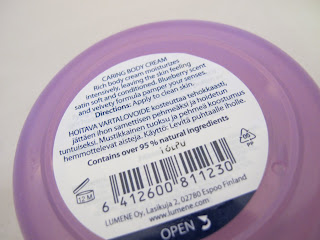 CARING BODY CREAM
Rich body cream moisturizes
intensively, leaving the skin feeling
satin soft and conditioned. Blueberry scent
and velvety formula pamper your senses.
Directions: Apply to clean skin.
HOITAVA VARTALOVOIDE kosteuttaa tehokkaasti,
jättäen ihon samettisen pehmeäksi ja hoidetun
tuntuiseksi. Mustikkainen tuoksu ja pehmeä koostumus
hemmottelevat aisteja. Käyttö: Levitä puhtaalle iholle.
Contains over 95 % natural ingredients
12 M
6 412600 811230
LUMENE Oy, Lasikuja 2, 02780 Espoo Finland
www.lumene.com
OPEN